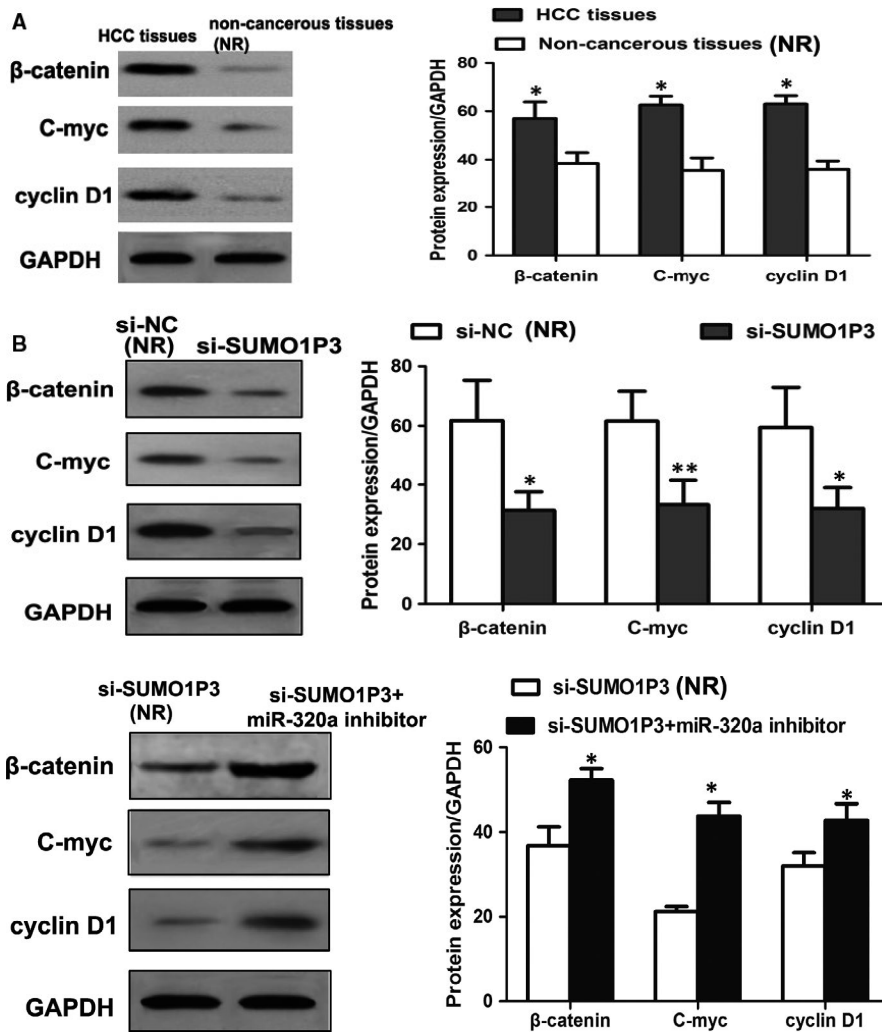 A
HCC tissues
non-cancerous tissues
(NR)
β-catenin
C-myc
cyclin D1
GAPDH
HCC tissues
Non-cancerous tissues (NR)
Protein expression/GAPDH
80
60
40
20
0
*
*
*
β-catenin
C-myc
cyclin D1
B
si-NC
(NR)
si-SUMO1P3
β-catenin
C-myc
cyclin D1
GAPDH
si-NC (NR)
si-SUMO1P3
Protein expression/GAPDH
80
60
40
20
0
*
**
*
β-catenin
C-myc
cyclin D1
si-SUMO1P3
(NR)
si-SUMO1P3+
miR-320a inhibitor
β-catenin
C-myc
cyclin D1
GAPDH
si-SUMO1P3 (NR)
si-SUMO1P3+miR-320a inhibitor
Protein expression/GAPDH
60
40
20
0
*
*
*
β-catenin
C-myc
cyclin D1